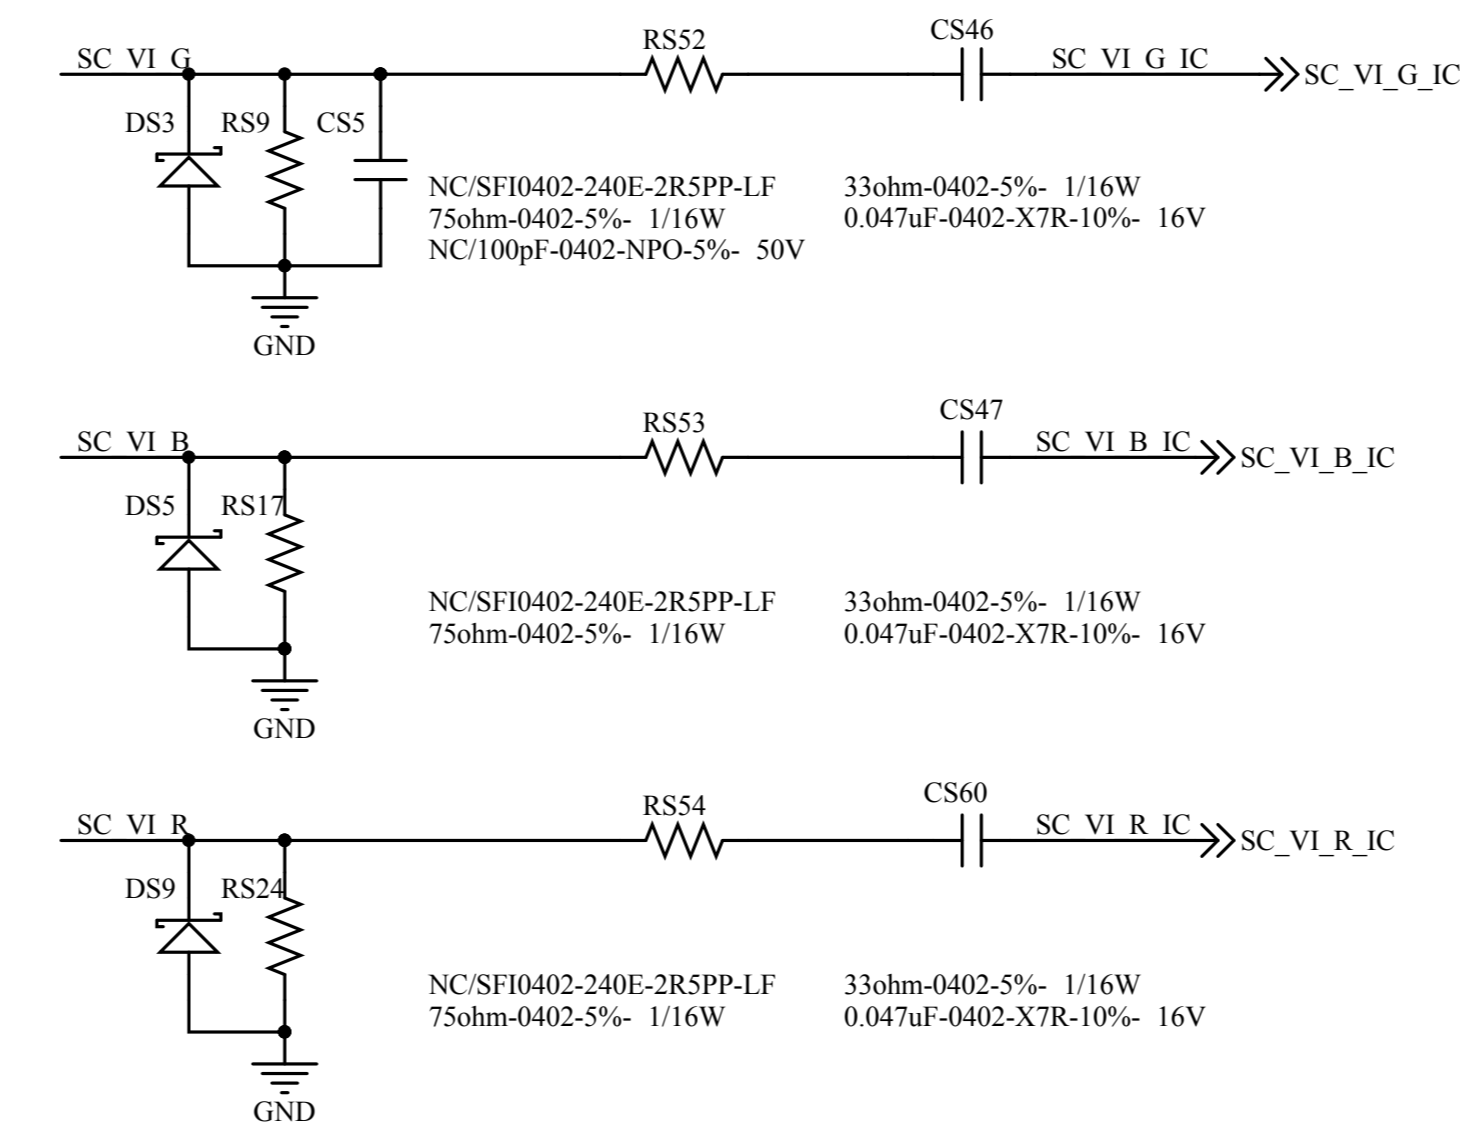 RS52
CS46
SC_VI_G
SC_VI_G_IC
SC_VI_G_IC
DS3
RS9
CS5
NC/SFI0402-240E-2R5PP-LF
33ohm-0402-5%- 1/16W
75ohm-0402-5%- 1/16W
0.047uF-0402-X7R-10%- 16V
NC/100pF-0402-NPO-5%- 50V
GND
RS53
CS47
SC_VI_B
SC_VI_B_IC
SC_VI_B_IC
DS5
RS17
NC/SFI0402-240E-2R5PP-LF
33ohm-0402-5%- 1/16W
75ohm-0402-5%- 1/16W
0.047uF-0402-X7R-10%- 16V
GND
RS54
CS60
SC_VI_R
SC_VI_R_IC
SC_VI_R_IC
DS9
RS24
NC/SFI0402-240E-2R5PP-LF
33ohm-0402-5%- 1/16W
75ohm-0402-5%- 1/16W
0.047uF-0402-X7R-10%- 16V
GND